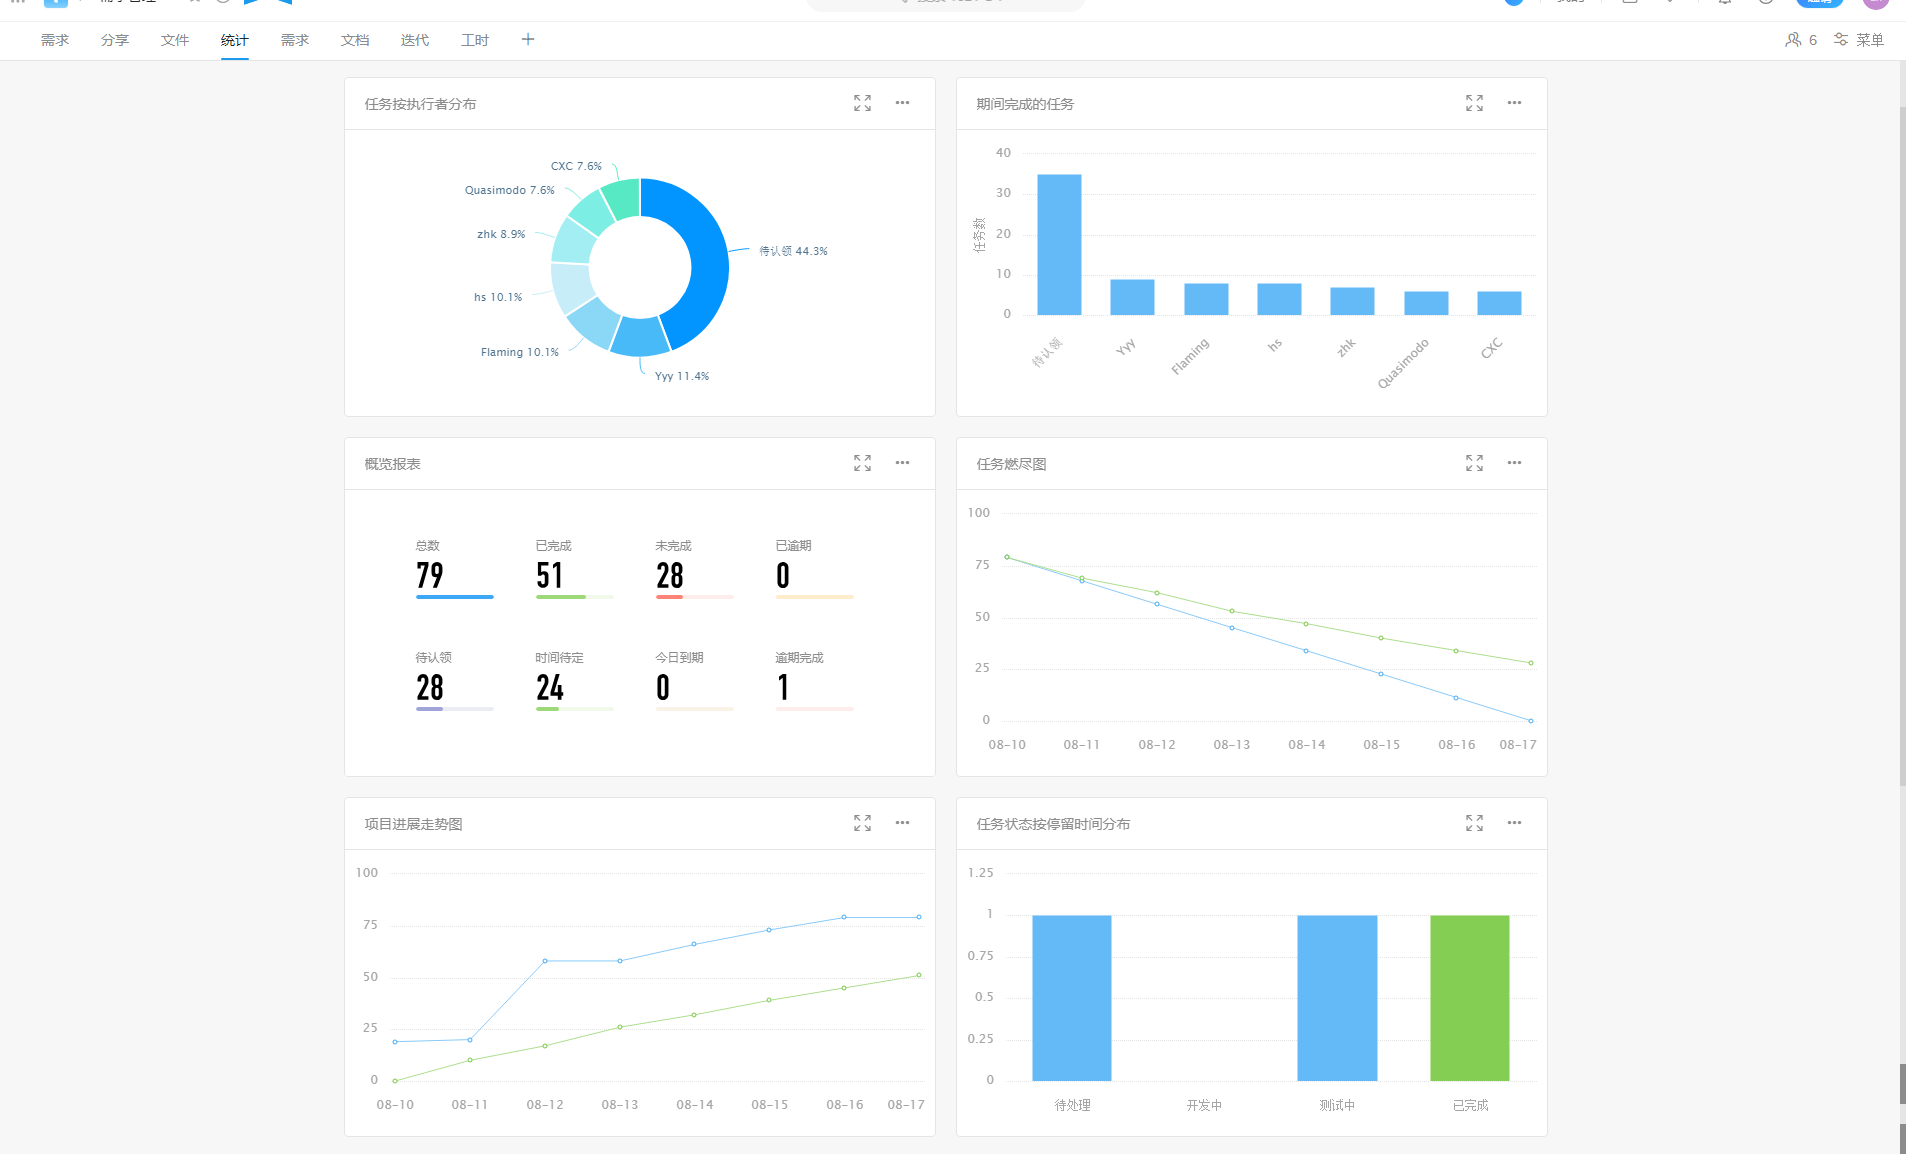 需求 分享 文件 统计 需求 文档 迭代 工时
6 菜单
任务按执行者分布
CXC 7.6%
Quasimodo 7.6%
zhk 8.9%
待认领 44.3%
hs 10.1%
Flaming 10.1%
Yyy 11.4%
期间完成的任务
任务数
40
30
20
10
0
待认领 Yyy Flaming hs zhk Quasimodo CXC
概览报表
总数 已完成 未完成 已逾期
79 51 28 0
待认领 时间待定 今日到期 逾期完成
28 24 0 1
任务燃尽图
100
75
50
25
0
08-10 08-11 08-12 08-13 08-14 08-15 08-16 08-17
项目进展走势图
100
75
50
25
0
08-10 08-11 08-12 08-13 08-14 08-15 08-16 08-17
任务状态按停留时间分布
1.25
1
0.75
0.5
0.25
0
待处理 开发中 测试中 已完成